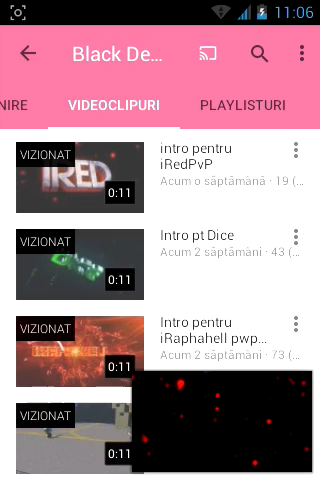 11:06
Black De...
NIRE VIDEOCLIPURI PLAYLISTURI
VIZIONAT
IRED
0:11
intro pentru
iRedPvP
Acum o săptămână · 19 (...
VIZIONAT
0:11
Intro pt Dice
Acum 2 săptămâni · 43 (...
VIZIONAT
0:11
Intro pentru
iRaphahell pwp...
Acum 2 săptămâni · 73 (...
VIZIONAT
0:11